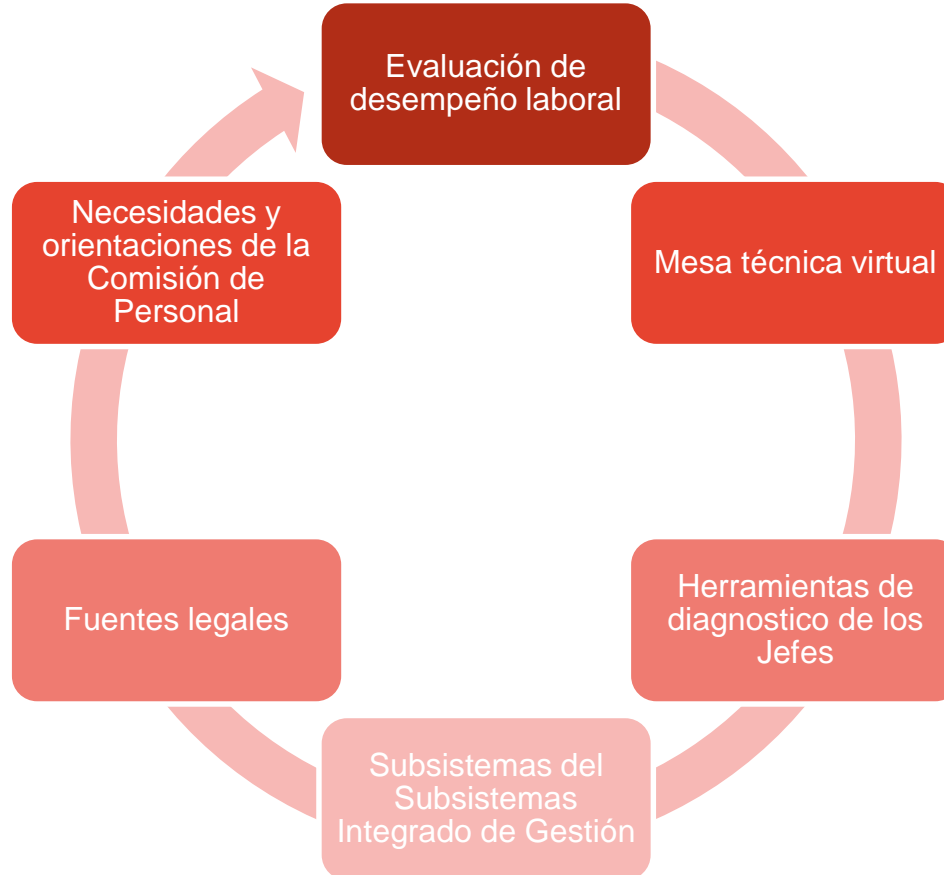 Evaluación de
desempeño laboral
Mesa técnica virtual
Herramientas de
diagnostico de los
Jefes
Subsistemas del
Subsistemas
Integrado de Gestión
Fuentes legales
Necesidades y
orientaciones de la
Comisión de
Personal